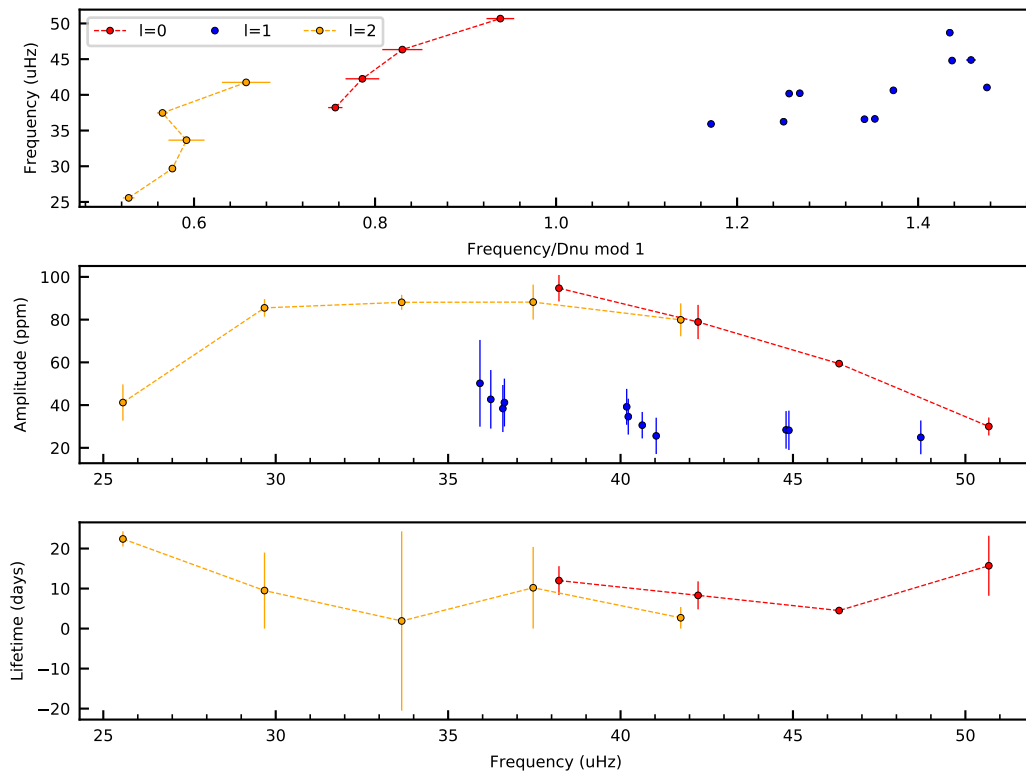 l=0 l=1 l=2
Frequency (uHz)
50
45
40
35
30
25
0.6 0.8 1.0 1.2 1.4
Frequency/Dnu mod 1
Amplitude (ppm)
100
80
60
40
20
25 30 35 40 45 50
Lifetime (days)
20
10
0
−10
−20
25 30 35 40 45 50
Frequency (uHz)